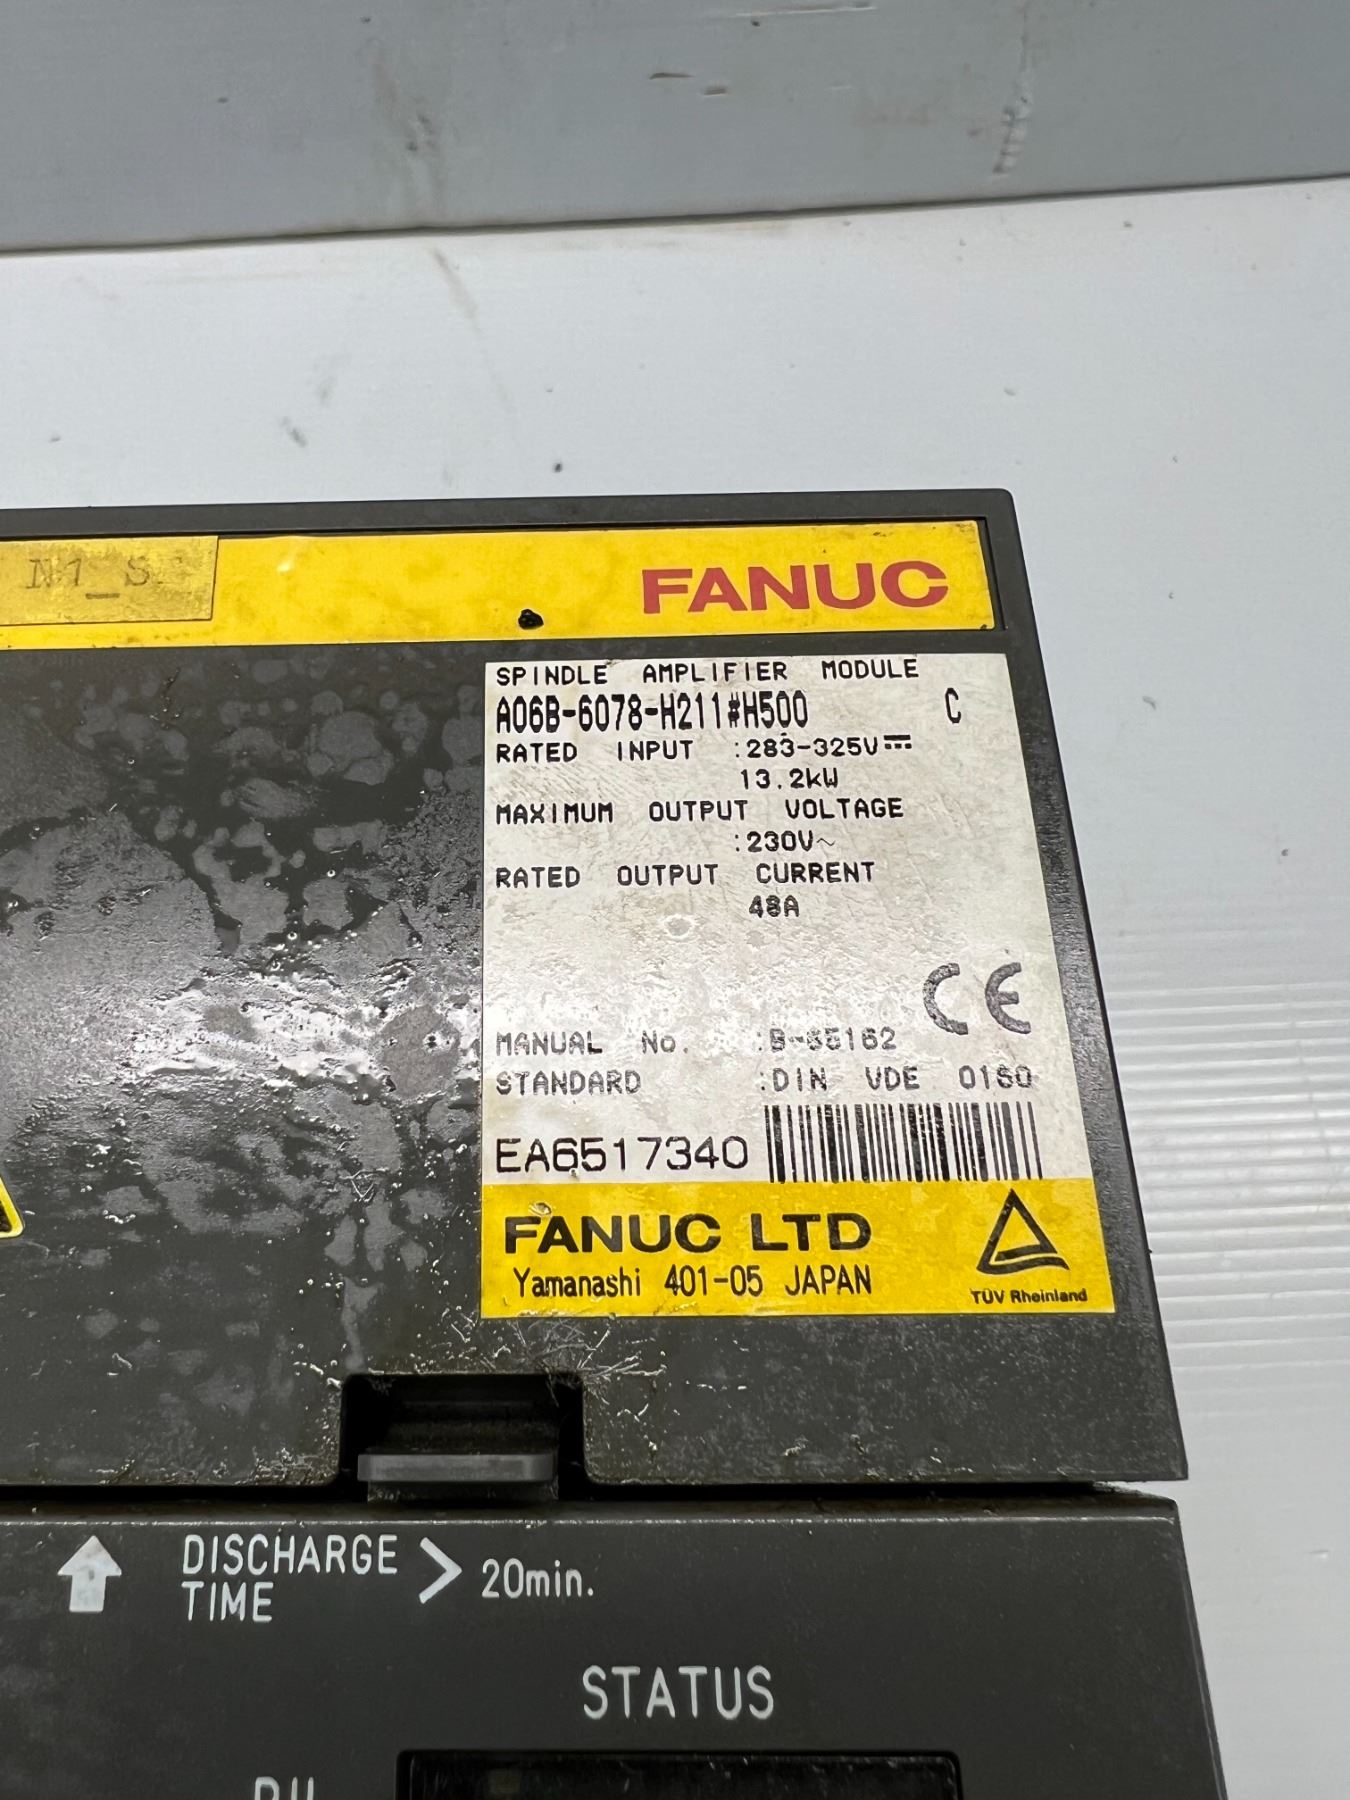 N1_S
FANUC
SPINDLE AMPLIFIER MODULE
A06B-6078-H211#H500 C
RATED INPUT :283-325V
13.2kW
MAXIMUM OUTPUT VOLTAGE
:230V~
RATED OUTPUT CURRENT
48A
CE
MANUAL No. :B-65162
STANDARD :DIN VDE 0160
EA6517340
FANUC LTD
Yamanashi 401-05 JAPAN
TÜV Rheinland
DISCHARGE TIME > 20min.
STATUS